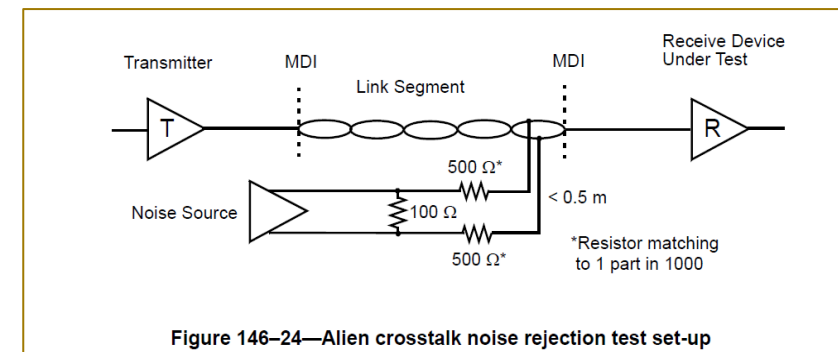 Receive Device
Under Test
Transmitter
MDI
MDI
Link Segment
T
R
500 Ω*
< 0.5 m
Noise Source
100 Ω
*Resistor matching
to 1 part in 1000
500 Ω*
Figure 146–24—Alien crosstalk noise rejection test set-up